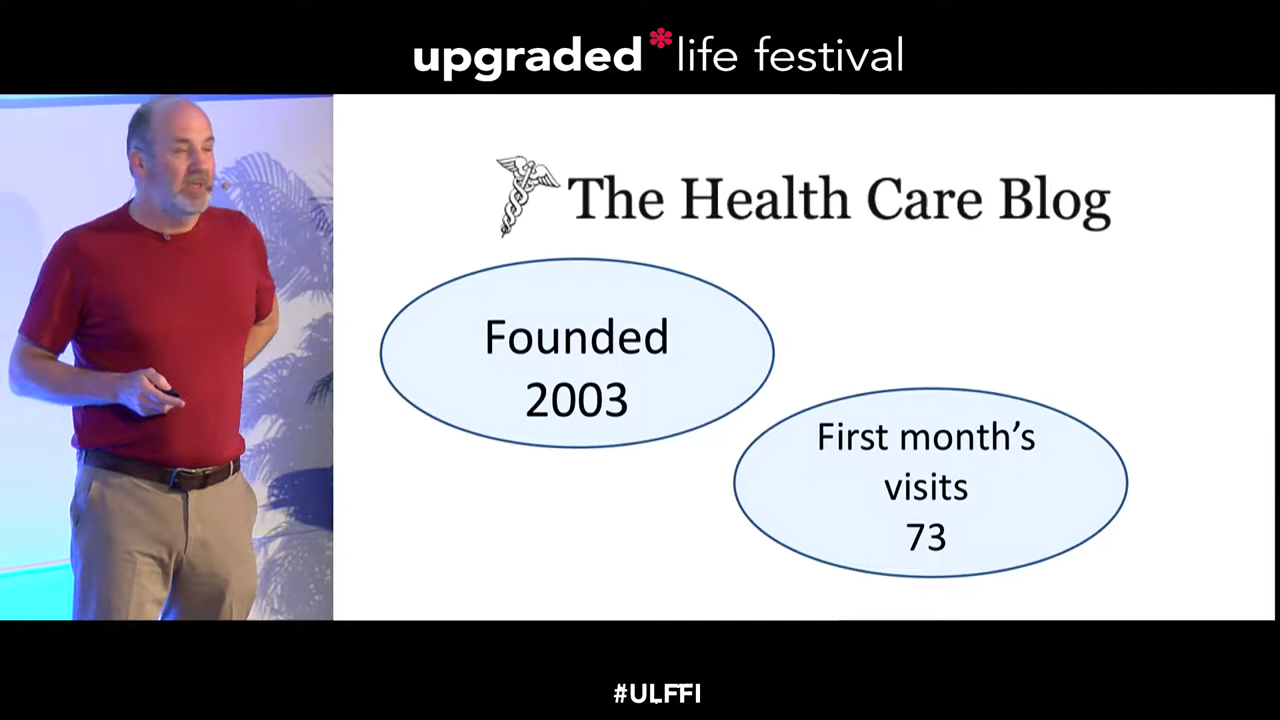 upgraded*life festival
The Health Care Blog
Founded
2003
First month’s
visits
73
#ULFFI